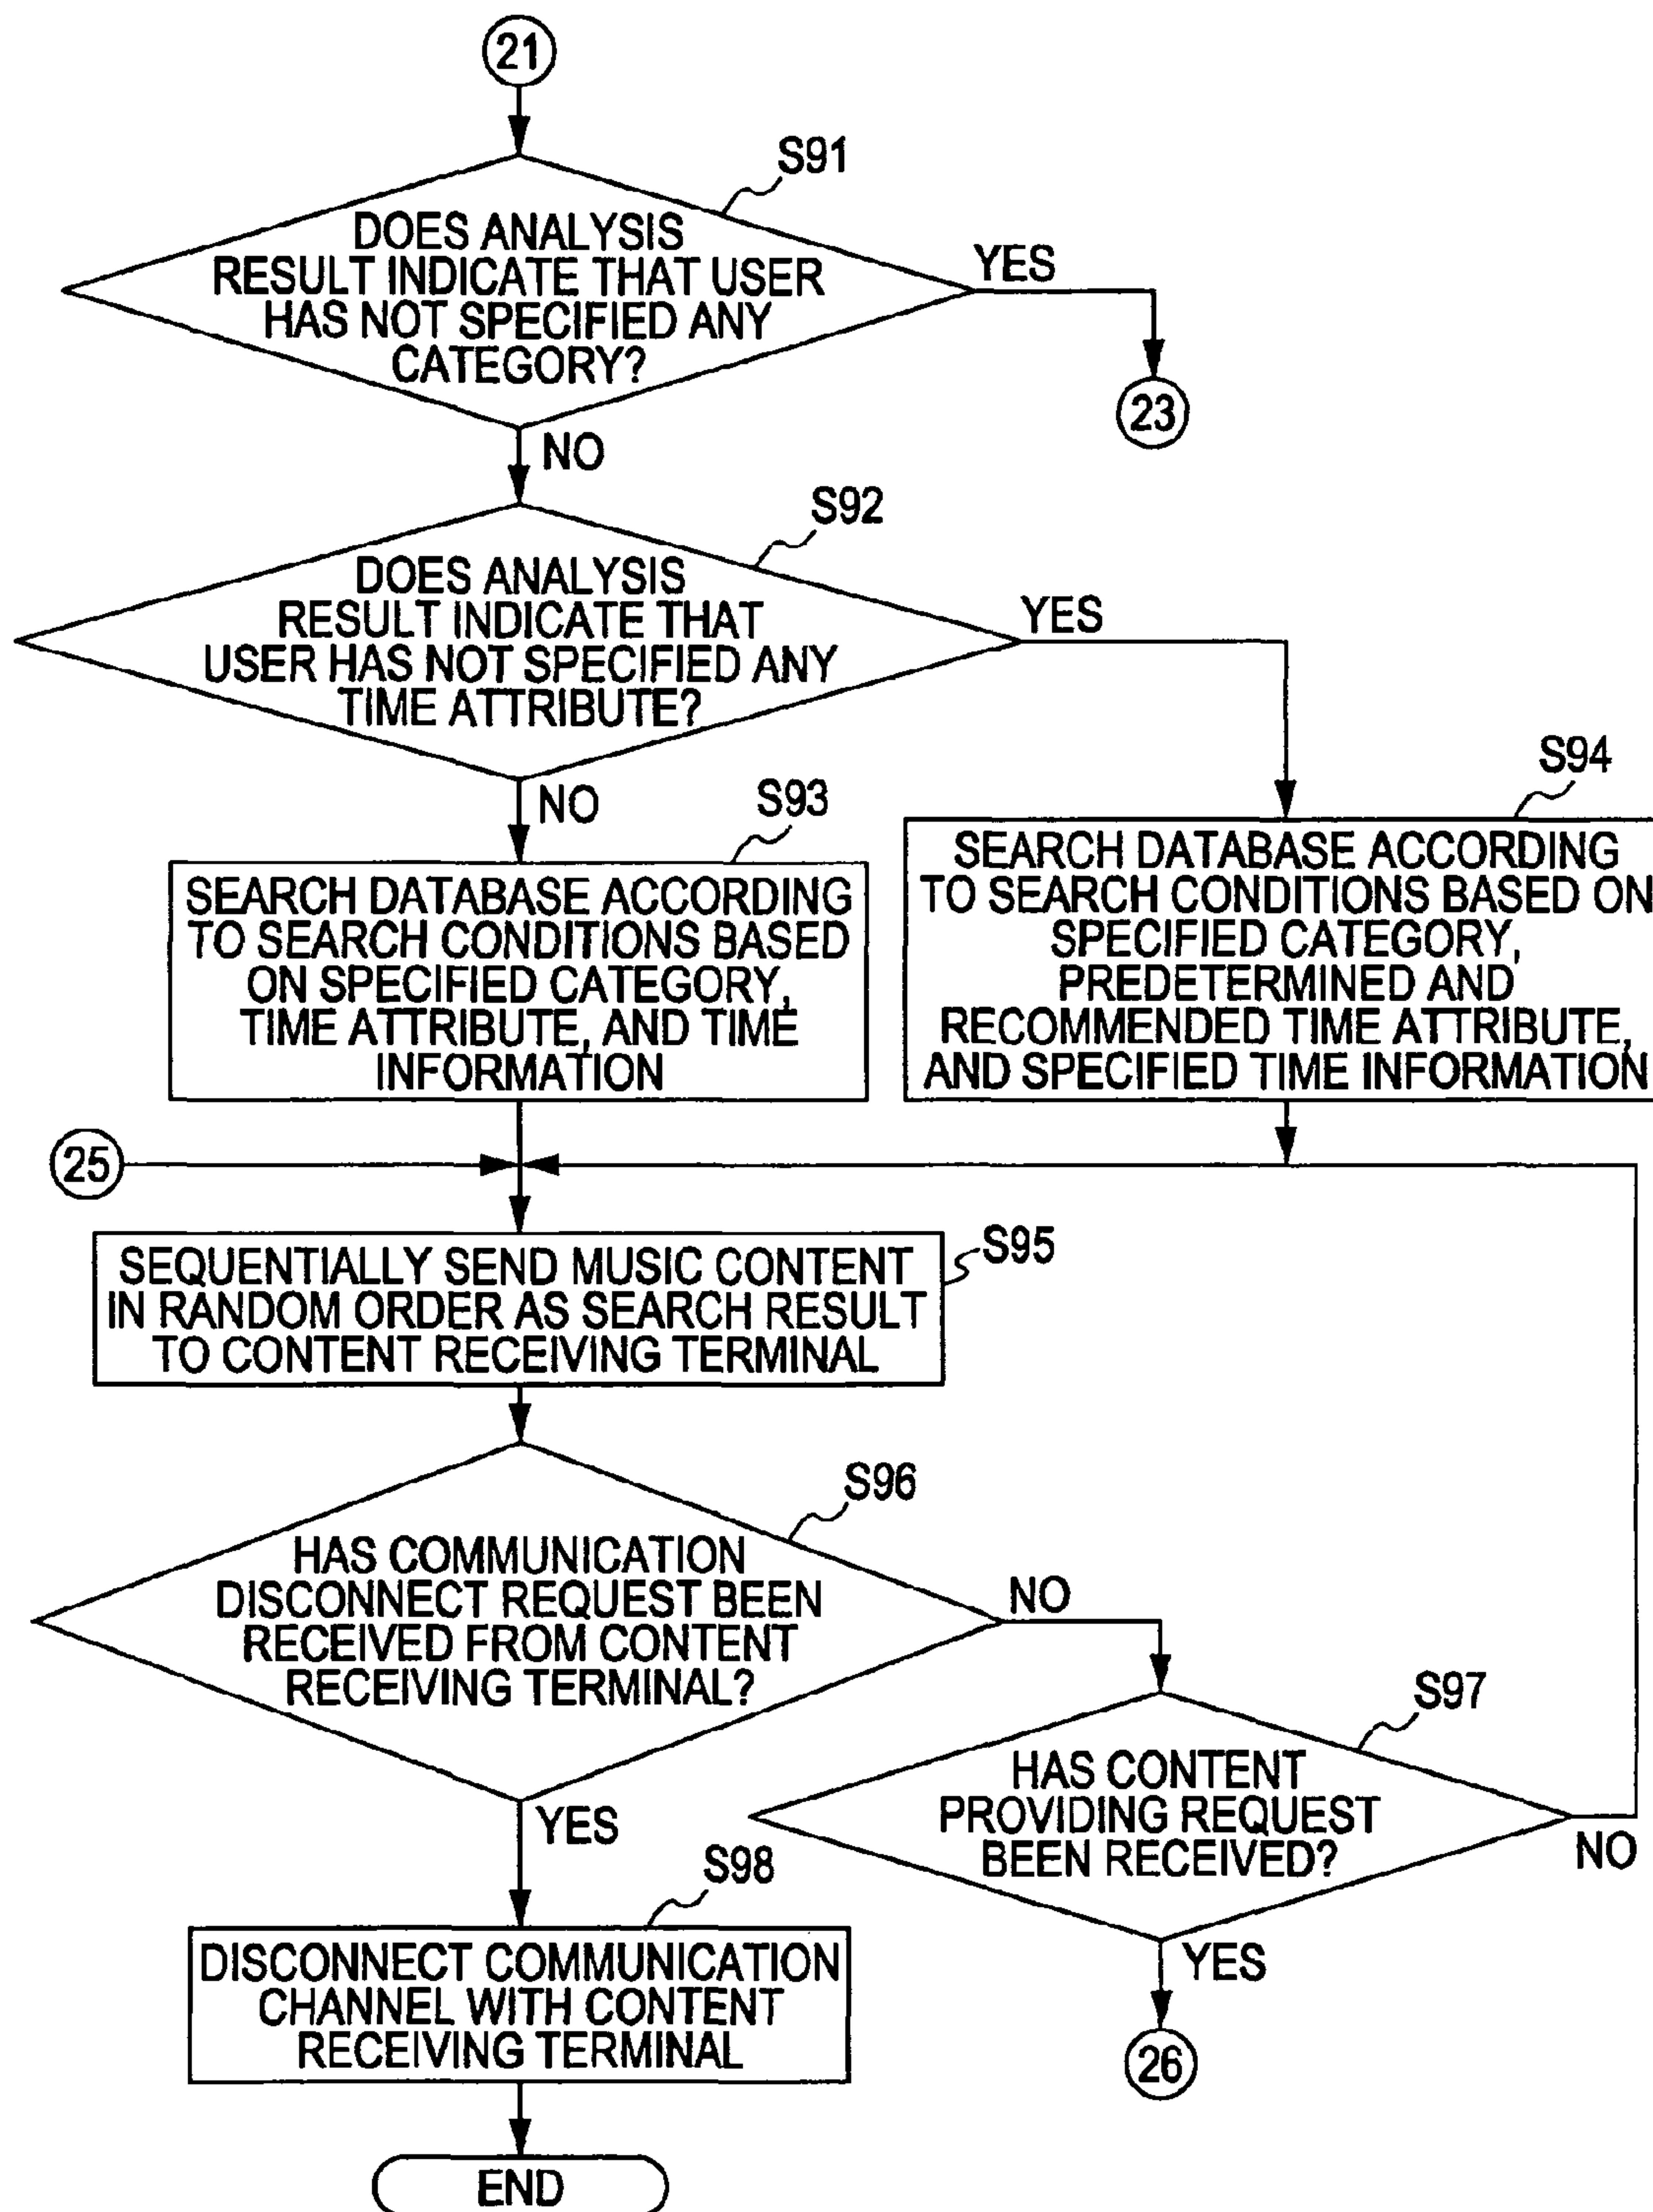 21
S91
DOES ANALYSIS
RESULT INDICATE THAT USER
HAS NOT SPECIFIED ANY
CATEGORY?
YES
23
NO
S92
DOES ANALYSIS
RESULT INDICATE THAT
USER HAS NOT SPECIFIED ANY
TIME ATTRIBUTE?
YES
NO
S93
SEARCH DATABASE ACCORDING
TO SEARCH CONDITIONS BASED
ON SPECIFIED CATEGORY,
TIME ATTRIBUTE, AND TIME
INFORMATION
S94
SEARCH DATABASE ACCORDING
TO SEARCH CONDITIONS BASED ON
SPECIFIED CATEGORY,
PREDETERMINED AND
RECOMMENDED TIME ATTRIBUTE,
AND SPECIFIED TIME INFORMATION
25
S95
SEQUENTIALLY SEND MUSIC CONTENT
IN RANDOM ORDER AS SEARCH RESULT
TO CONTENT RECEIVING TERMINAL
S96
HAS COMMUNICATION
DISCONNECT REQUEST BEEN
RECEIVED FROM CONTENT
RECEIVING TERMINAL?
NO
S97
HAS CONTENT
PROVIDING REQUEST
BEEN RECEIVED?
NO
YES
26
YES
S98
DISCONNECT COMMUNICATION
CHANNEL WITH CONTENT
RECEIVING TERMINAL
END